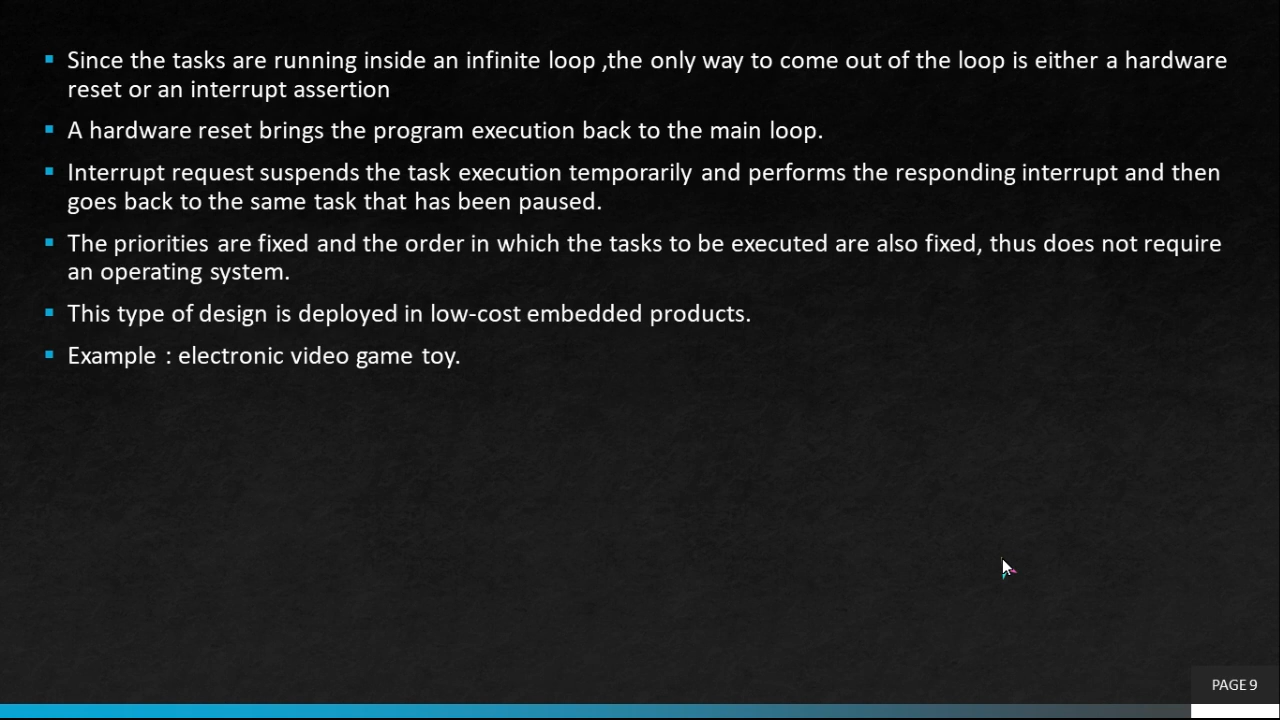 Since the tasks are running inside an infinite loop ,the only way to come out of the loop is either a hardware
reset or an interrupt assertion
A hardware reset brings the program execution back to the main loop.
Interrupt request suspends the task execution temporarily and performs the responding interrupt and then
goes back to the same task that has been paused.
The priorities are fixed and the order in which the tasks to be executed are also fixed, thus does not require
an operating system.
This type of design is deployed in low-cost embedded products.
Example : electronic video game toy.
PAGE 9